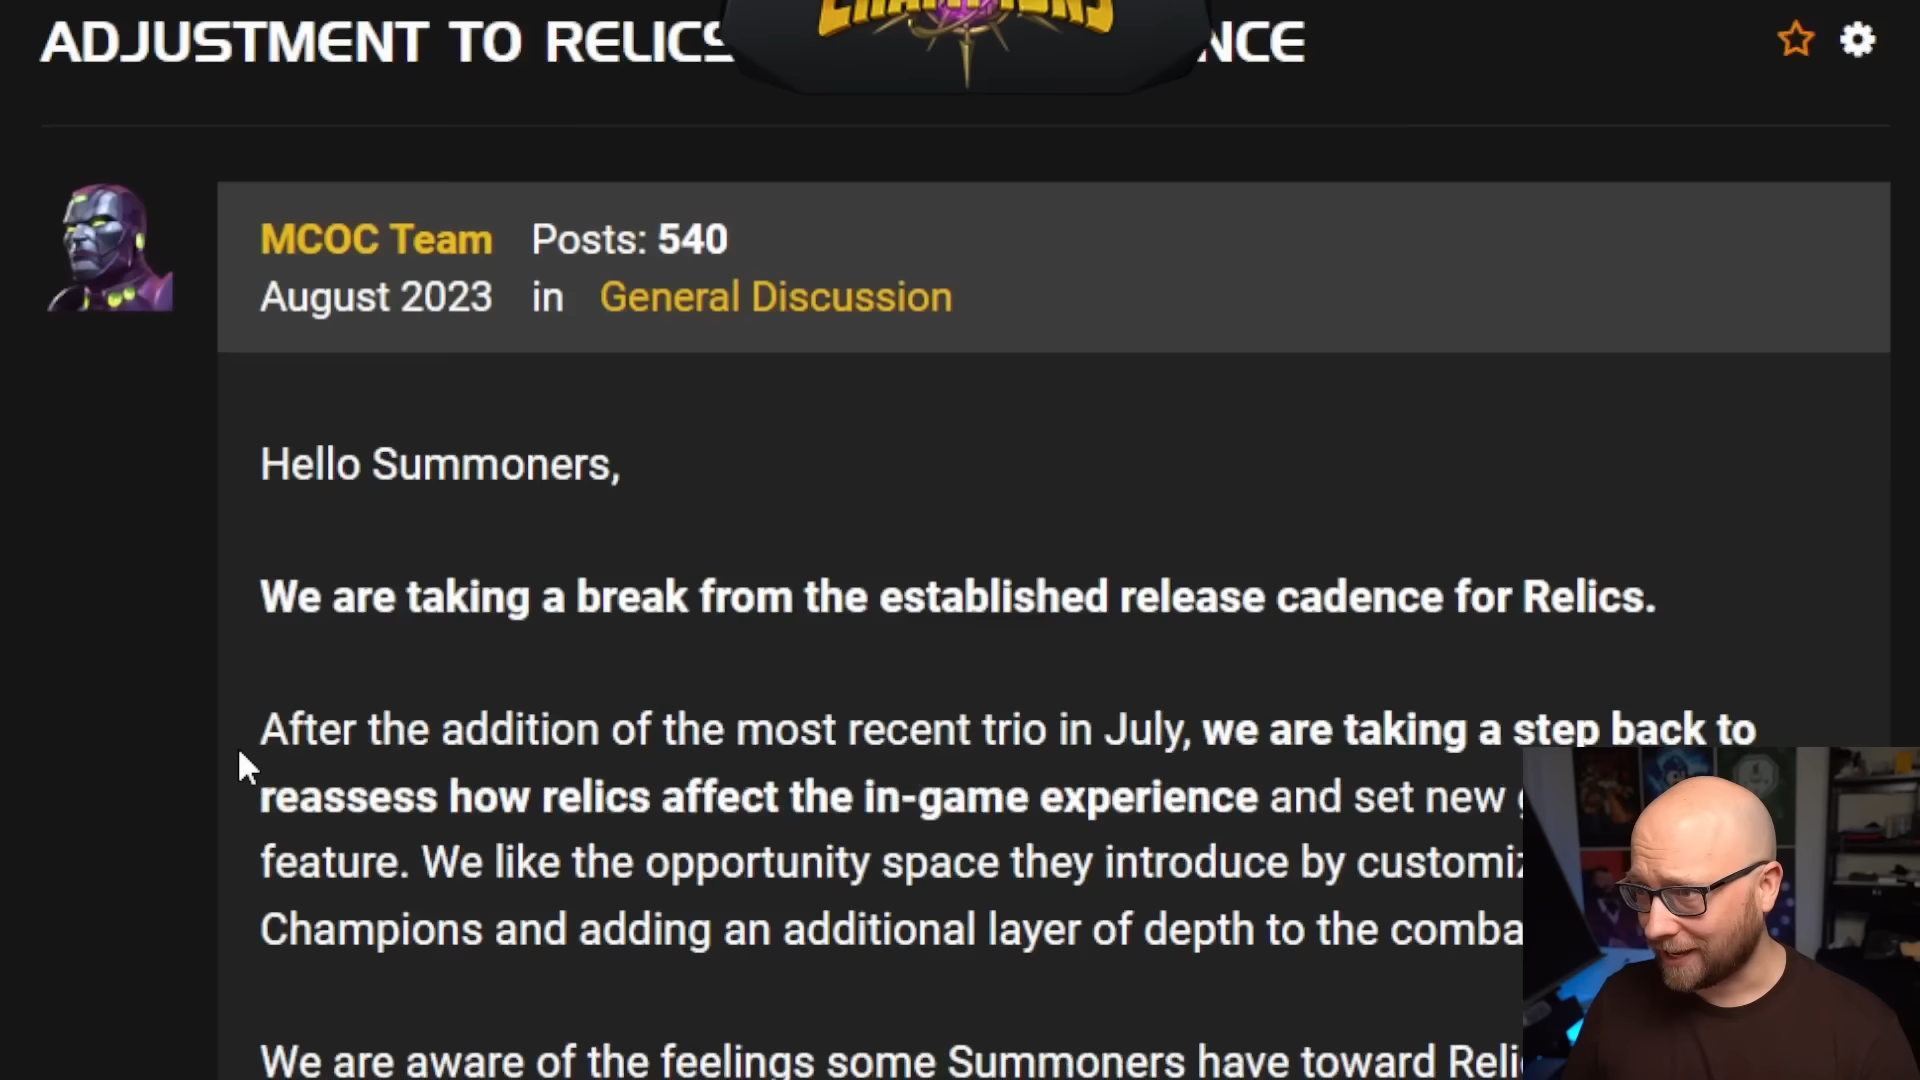 ADJUSTMENT TO RELICS
CHAMPIONS
MCOC Team Posts: 540
August 2023 in General Discussion
Hello Summoners,
We are taking a break from the established release cadence for Relics.
After the addition of the most recent trio in July, we are taking a step back to
reassess how relics affect the in-game experience and set new
feature. We like the opportunity space they introduce by
Champions and adding an additional layer of depth to the
We are aware of the feelings some Summoners have toward